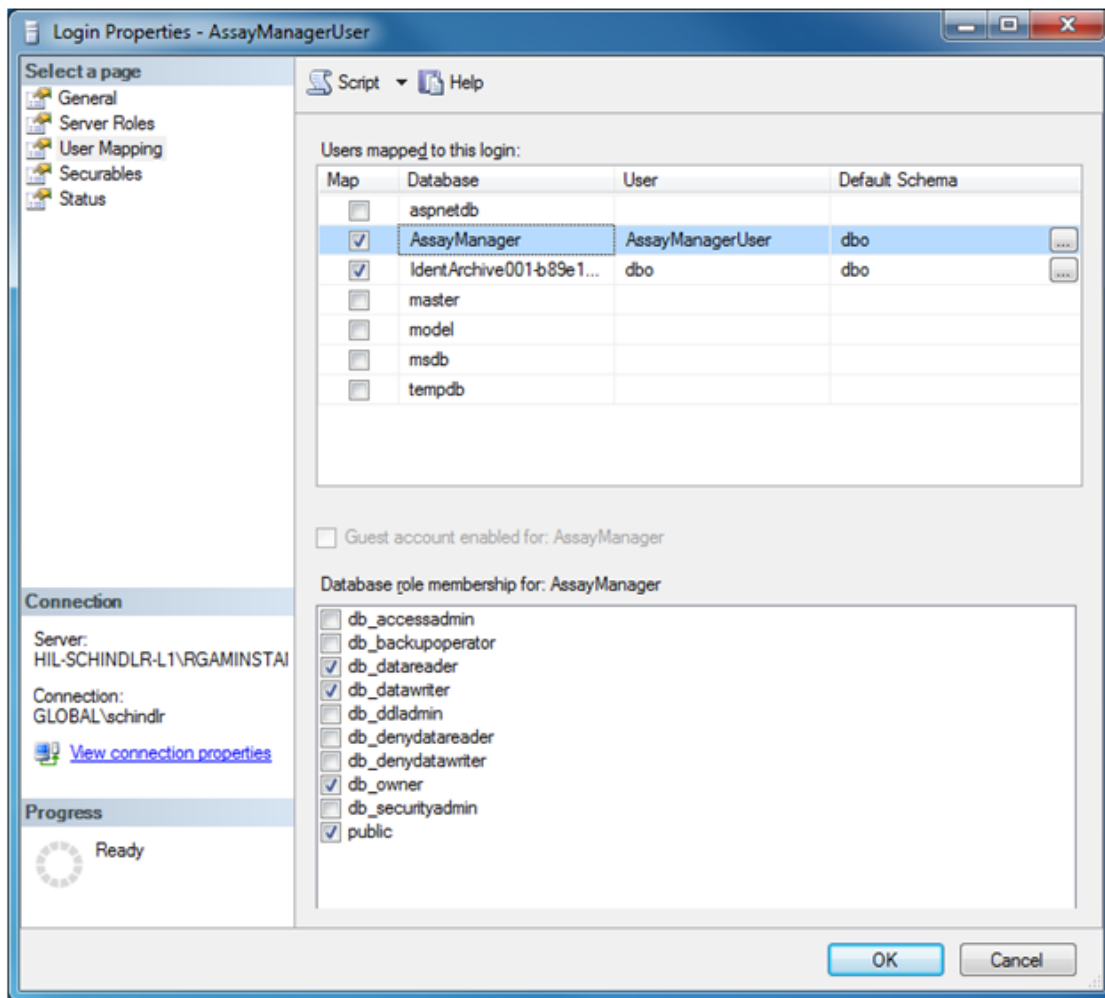 Login Properties - AssayManagerUser
Select a page
General
Server Roles
User Mapping
Securables
Status
Script
Help
Users mapped to this login:
Map Database User Default Schema
aspnetdb
AssayManager AssayManagerUser dbo ...
IdentArchive001-b89e1... dbo dbo ...
master
model
msdb
tempdb
Guest account enabled for: AssayManager
Database role membership for: AssayManager
db_accessadmin
db_backupoperator
db_datareader
db_datawriter
db_ddladmin
db_denydatareader
db_denydatawriter
db_owner
db_securityadmin
public
Connection
Server:
HIL-SCHINDLR-L1\RGAMINSTAI
Connection:
GLOBAL\schindlr
View connection properties
Progress
Ready
OK Cancel